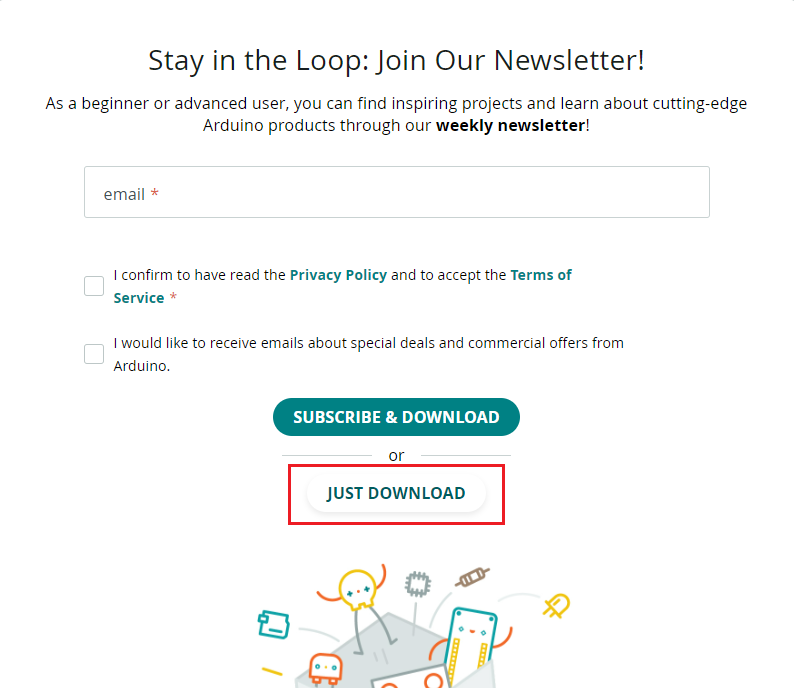 Stay in the Loop: Join Our Newsletter!
As a beginner or advanced user, you can find inspiring projects and learn about cutting-edge
Arduino products through our weekly newsletter!
email *
I confirm to have read the Privacy Policy and to accept the Terms of
Service *
I would like to receive emails about special deals and commercial offers from
Arduino.
SUBSCRIBE & DOWNLOAD
or
JUST DOWNLOAD